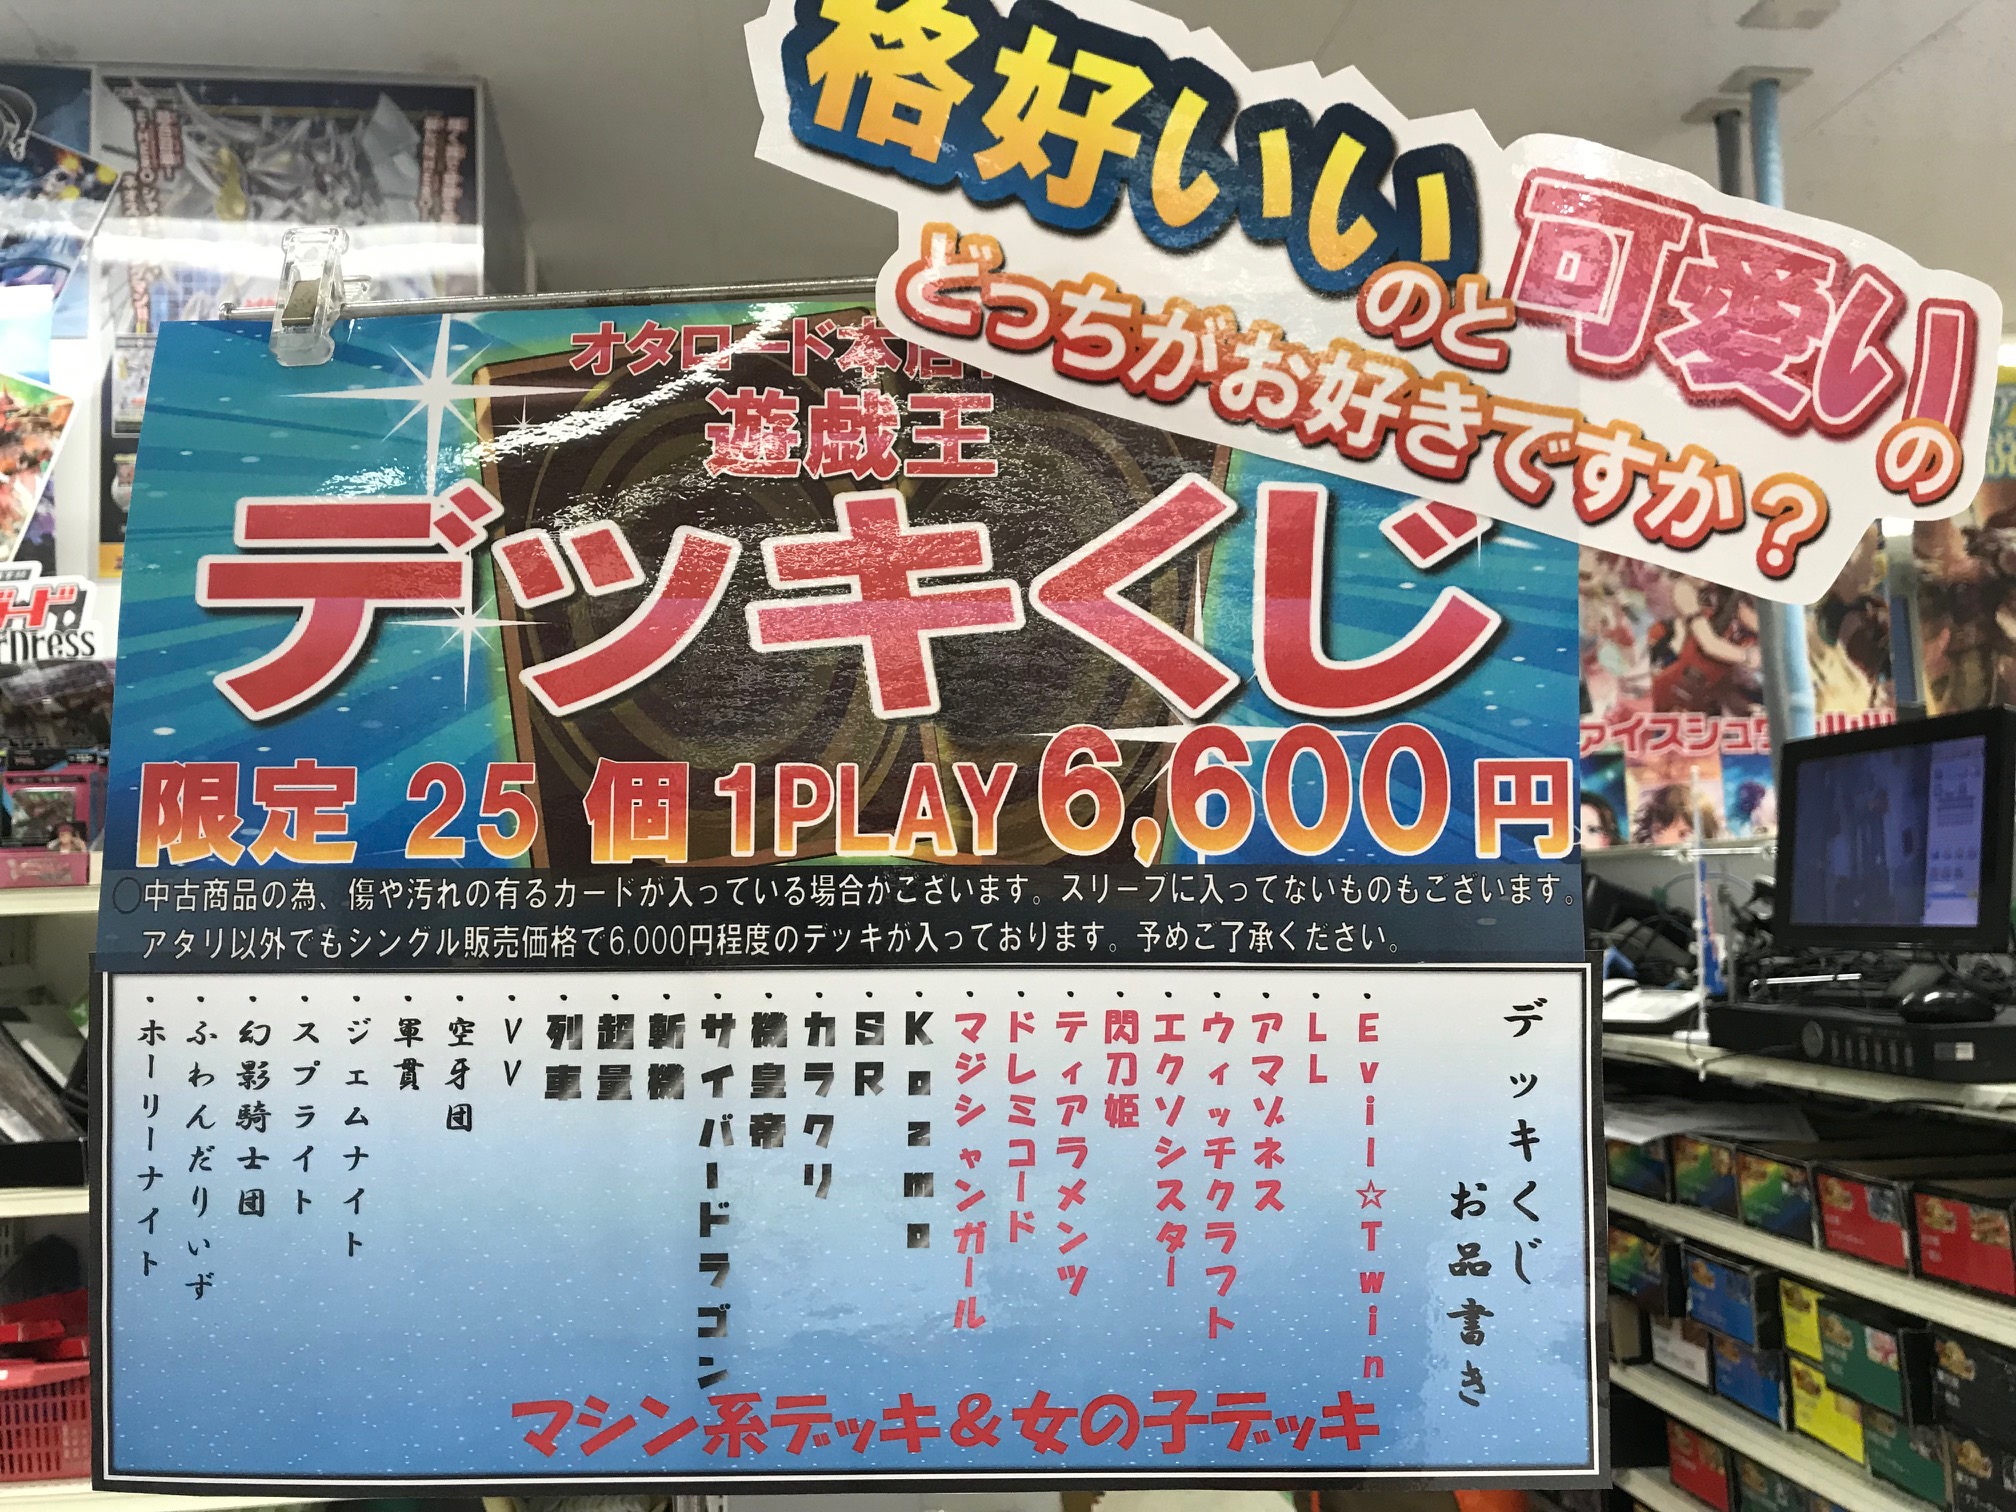 格好いいのと可愛いの
どっちがお好きですか？
オタロード本店
遊戯王
デッキくじ
限定 25 個 1PLAY 6,600円
○中古商品の為、傷や汚れの有るカードが入っている場合がございます。スリーブに入ってないものもございます。
アタリ以外でもシングル販売価格で6,000円程度のデッキが入っております。予めご了承ください。
デッキくじ
お品書き
・Evil☆Twin
・LL
・アマゾネス
・ウィッチクラフト
・エクソシスター
・閃刀姫
・ティアラメンツ
・ドレミコード
・マジシャンガール
・Kozmo
・SR
・カラクリ
・機皇帝
・サイバードラゴン
・斬機
・超量
・列車
・VV
・空牙団
・軍貫
・ジェムナイト
・スプライト
・幻影騎士団
・ふわんだりぃず
・ホーリーナイト
マシン系デッキ＆女の子デッキ
rDress